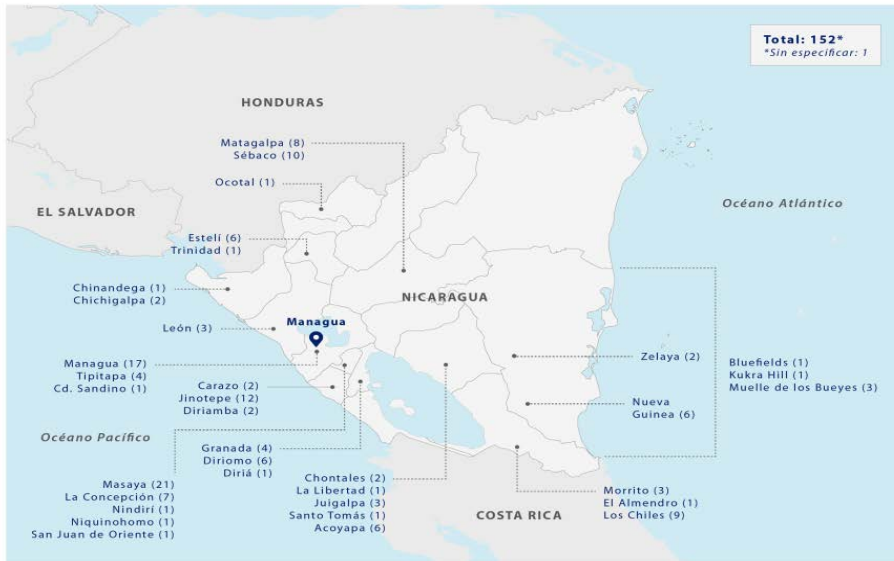 Total: 152*
*Sin especificar: 1
HONDURAS
Matagalpa (8)
Sébaco (10)
Ocotal (1)
EL SALVADOR
Océano Atlántico
Estelí (6)
Trinidad (1)
Chinandega (1)
Chichigalpa (2)
NICARAGUA
León (3)
Managua
Managua (17)
Tipitapa (4)
Cd. Sandino (1)
Carazo (2)
Jinotepe (12)
Diriamba (2)
Zelaya (2)
Bluefields (1)
Kukra Hill (1)
Muelle de los Bueyes (3)
Nueva
Guinea (6)
Océano Pacífico
Granada (4)
Diriomo (6)
Diriá (1)
Masaya (21)
La Concepción (7)
Nindirí (1)
Niquinohomo (1)
San Juan de Oriente (1)
Chontales (2)
La Libertad (1)
Juigalpa (3)
Santo Tomás (1)
Acoyapa (6)
COSTA RICA
Morrito (3)
El Almendro (1)
Los Chiles (9)